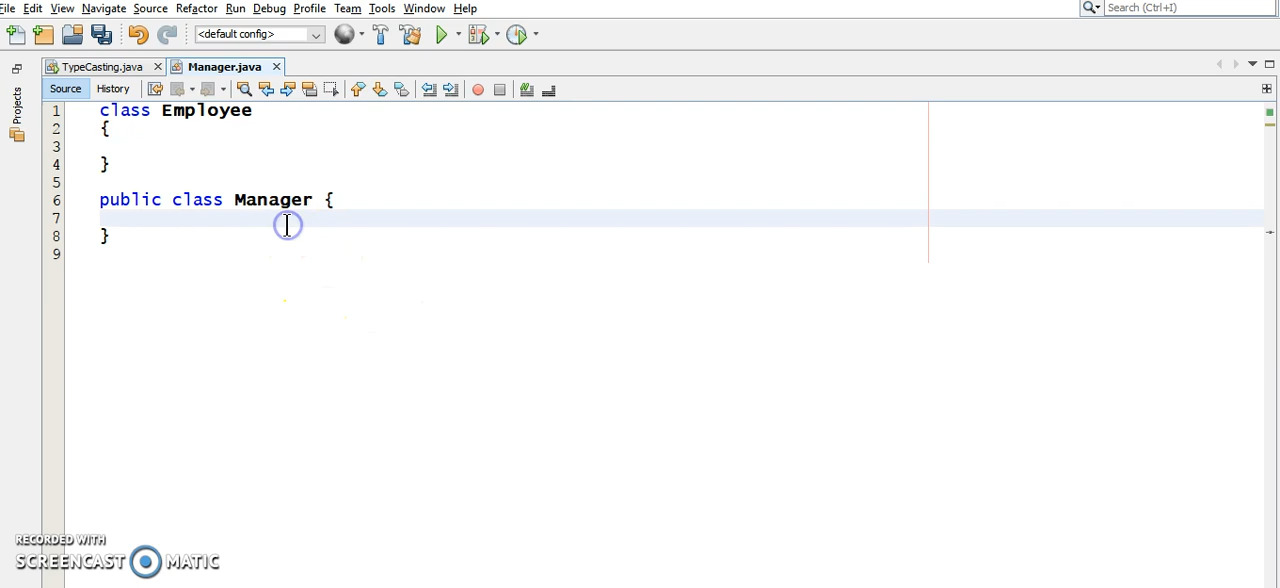 File Edit View Navigate Source Refactor Run Debug Profile Team Tools Window Help
Search (Ctrl+I)
<default config>
Projects
TypeCasting.java
Manager.java
Source History
1 class Employee
2 {
3
4 }
5
6 public class Manager {
7
8 }
9
RECORDED WITH
SCREENCAST MATIC